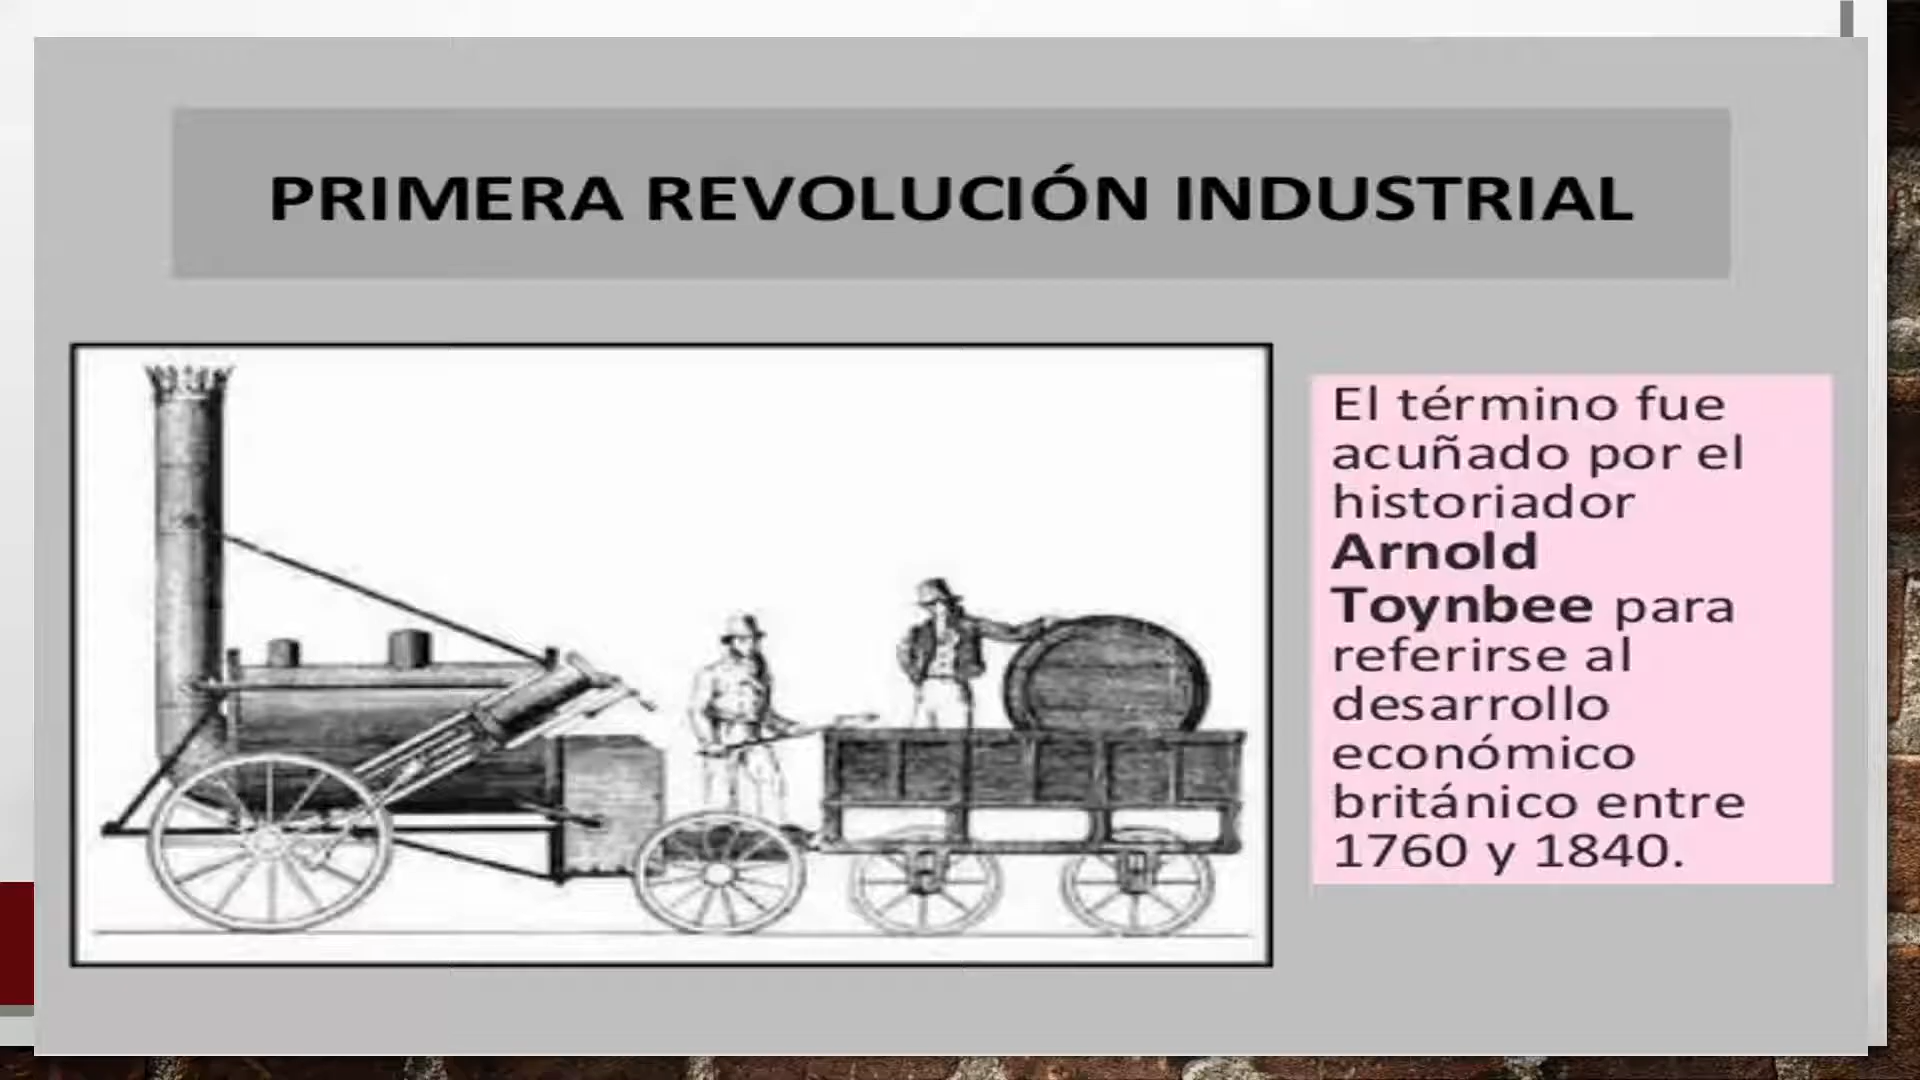 PRIMERA REVOLUCIÓN INDUSTRIAL
El término fue
acuñado por el
historiador
Arnold
Toynbee para
referirse al
desarrollo
económico
británico entre
1760 y 1840.